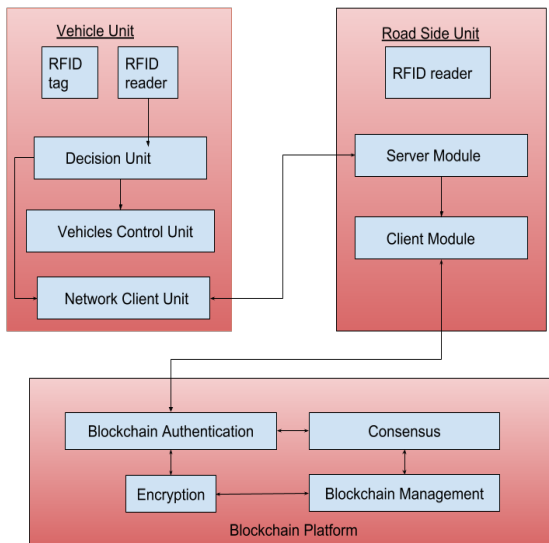 Vehicle Unit
RFID
tag
RFID
reader
Decision Unit
Vehicles Control Unit
Network Client Unit
Road Side Unit
RFID reader
Server Module
Client Module
Blockchain Authentication
Consensus
Encryption
Blockchain Management
Blockchain Platform